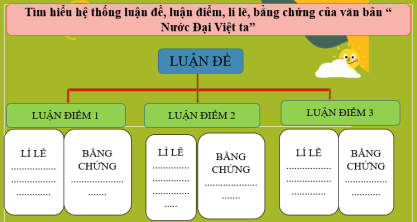 Tìm hiểu hệ thống luận đề, luận điểm, lí lẽ, bằng chứng của văn bản “
Nước Đại Việt ta”
LUẬN ĐỀ
LUẬN ĐIỂM 1
LUẬN ĐIỂM 2
LUẬN ĐIỂM 3
LÍ LẼ
................
................
................
BẰNG
CHỨNG
...................
.......
LÍ LẼ
................
................
................
.....
BẰNG
CHỨNG
...................
.......
LÍ LẼ
................
................
................
BẰNG
CHỨNG
................
.......